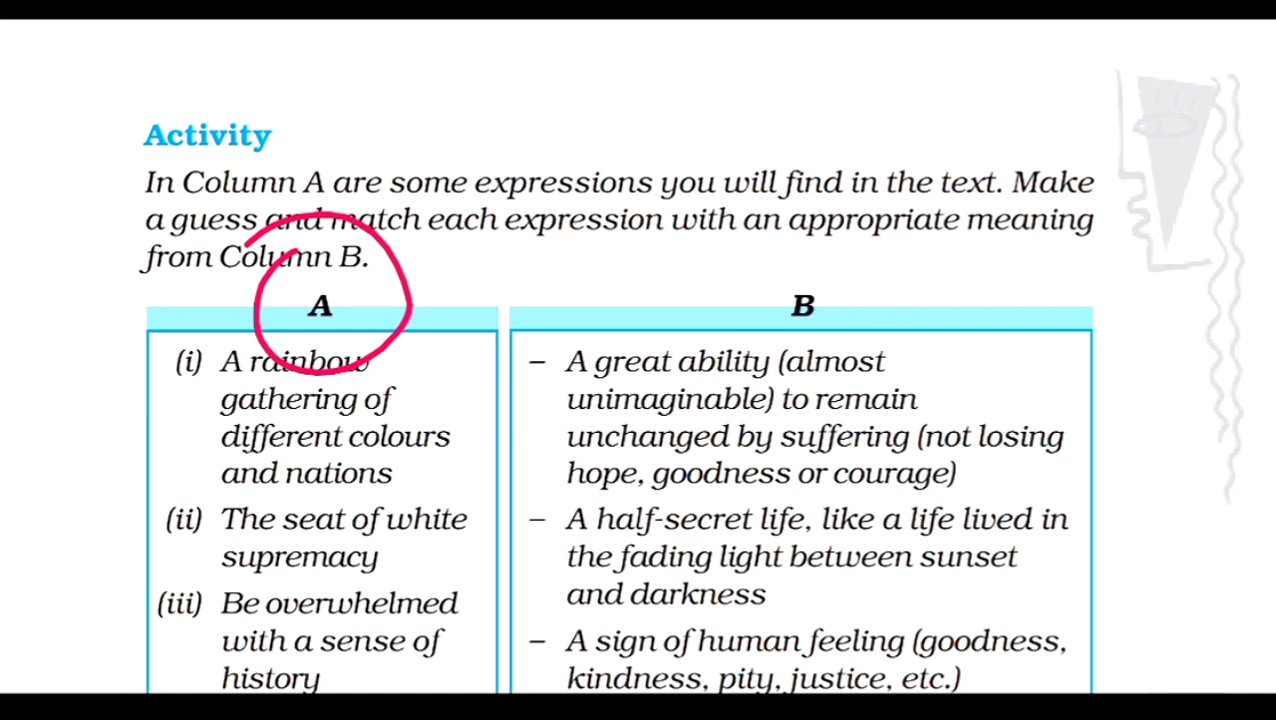 Activity
In Column A are some expressions you will find in the text. Make
a guess and match each expression with an appropriate meaning
from Column B.
A
B
(i) A rainbow
gathering of
different colours
and nations
(ii) The seat of white
supremacy
(iii) Be overwhelmed
with a sense of
history
– A great ability (almost
unimaginable) to remain
unchanged by suffering (not losing
hope, goodness or courage)
– A half-secret life, like a life lived in
the fading light between sunset
and darkness
– A sign of human feeling (goodness,
kindness, pity, justice, etc.)